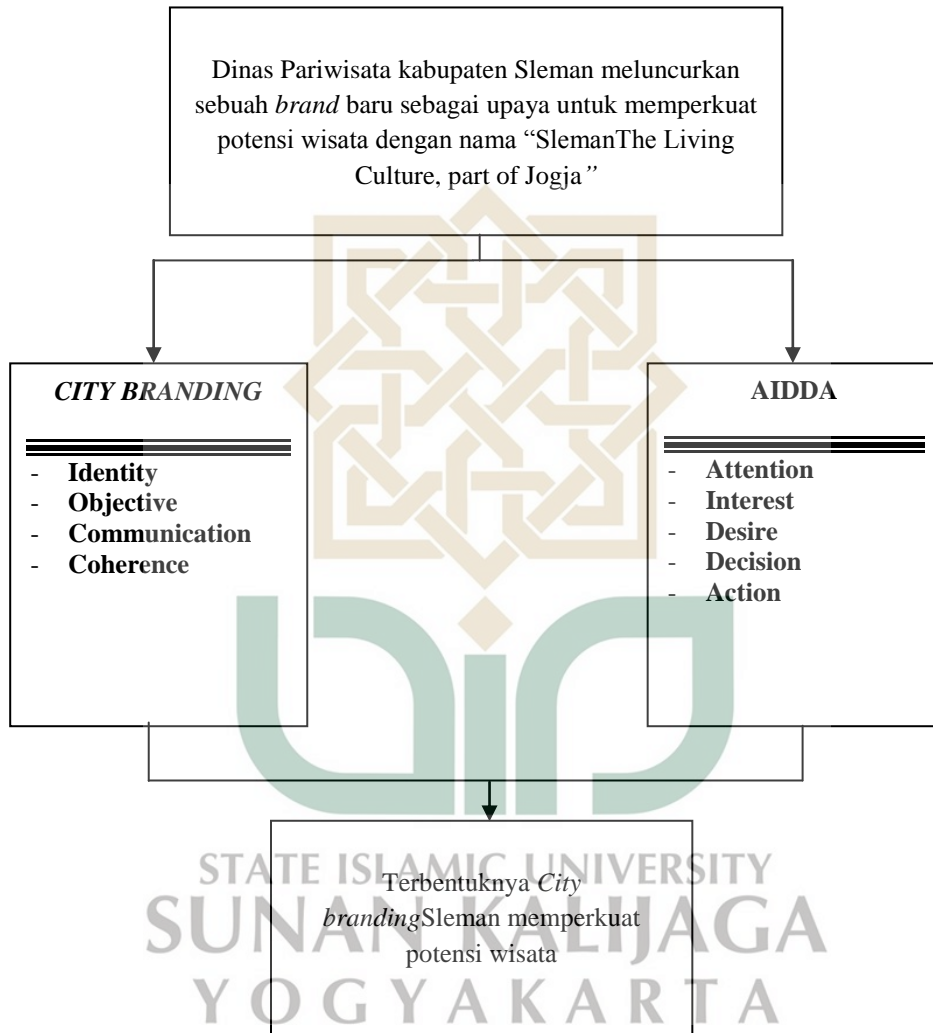 Dinas Pariwisata kabupaten Sleman meluncurkan
sebuah brand baru sebagai upaya untuk memperkuat
potensi wisata dengan nama “SlemanThe Living
Culture, part of Jogja”
CITY BRANDING
- Identity
- Objective
- Communication
- Coherence
AIDDA
- Attention
- Interest
- Desire
- Decision
- Action
Terbentuknya City
brandingSleman memperkuat
potensi wisata
STATE ISLAMIC UNIVERSITY
SUNAN KALIJAGA
YOGYAKARTA